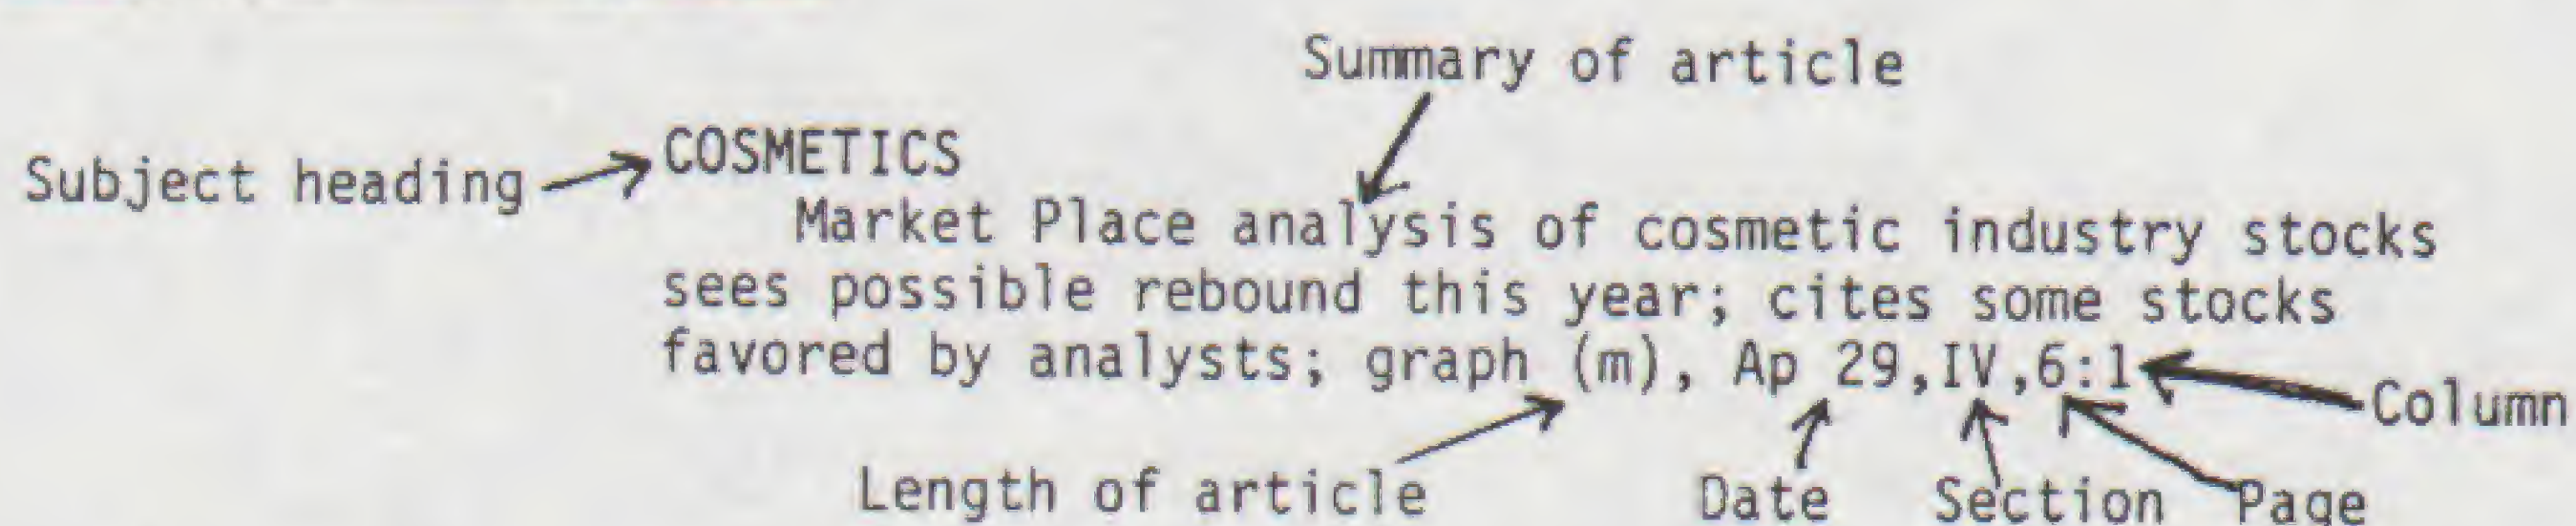 Summary of article
Subject heading COSMETICS
Market Place analysis of cosmetic industry stocks
sees possible rebound this year; cites some stocks
favored by analysts; graph (m), Ap 29,IV,6:1
Column
Length of article Date Section Page